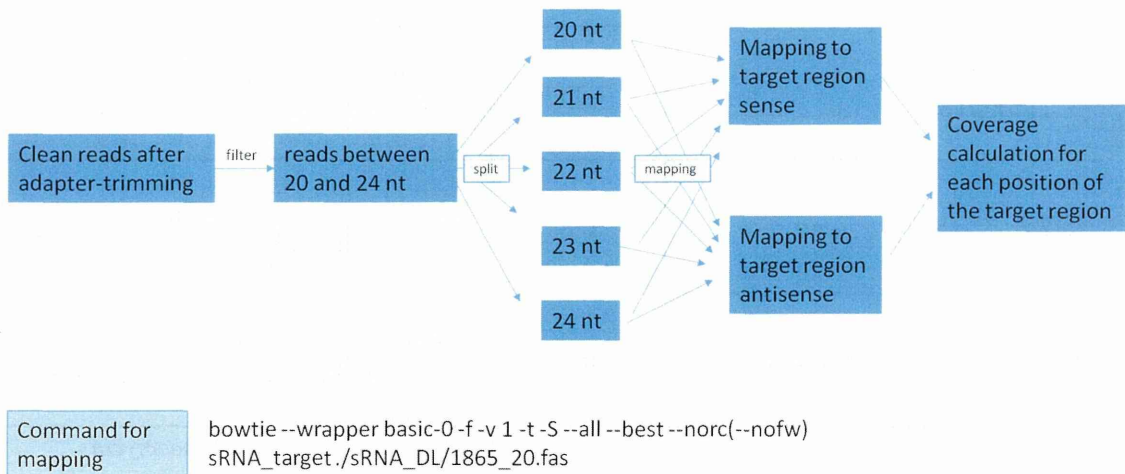 Clean reads after
adapter-trimming
filter
reads between
20 and 24 nt
split
20 nt
21 nt
22 nt
23 nt
24 nt
mapping
Mapping to
target region
sense
Mapping to
target region
antisense
Coverage
calculation for
each position of
the target region
Command for
mapping
bowtie --wrapper basic-0 -f -v 1 -t -S --all --best --norc(--nofw)
sRNA_target ./sRNA_DL/1865_20.fas